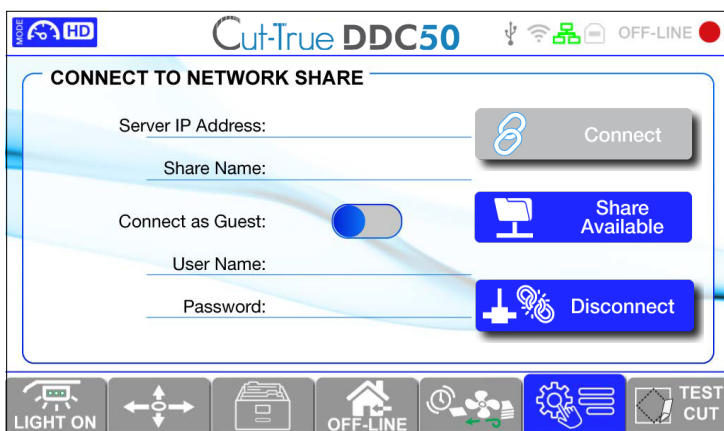 MODE
HD
Cut-True DDC50
OFF-LINE
CONNECT TO NETWORK SHARE
Server IP Address:
Connect
Share Name:
Connect as Guest:
Share
Available
User Name:
Password:
Disconnect
LIGHT ON
OFF-LINE
TEST
CUT